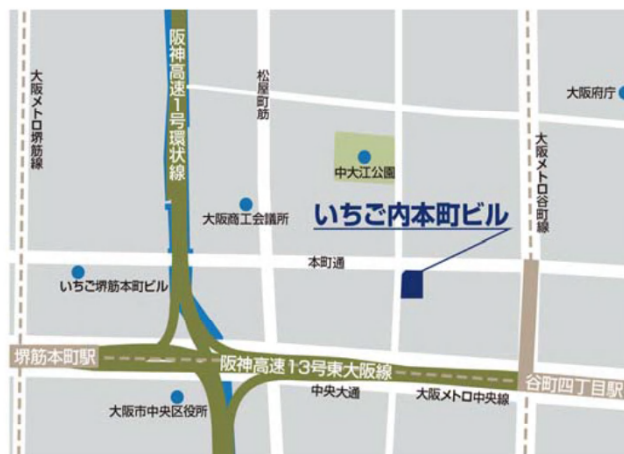 大阪メトロ堺筋線
阪神高速1号環状線
松屋町筋
大阪府庁
大阪メトロ谷町線
中大江公園
大阪商工会議所
いちご内本町ビル
本町通
いちご堺筋本町ビル
堺筋本町駅
阪神高速13号東大阪線
谷町四丁目駅
中央大通
大阪メトロ中央線
大阪市中央区役所